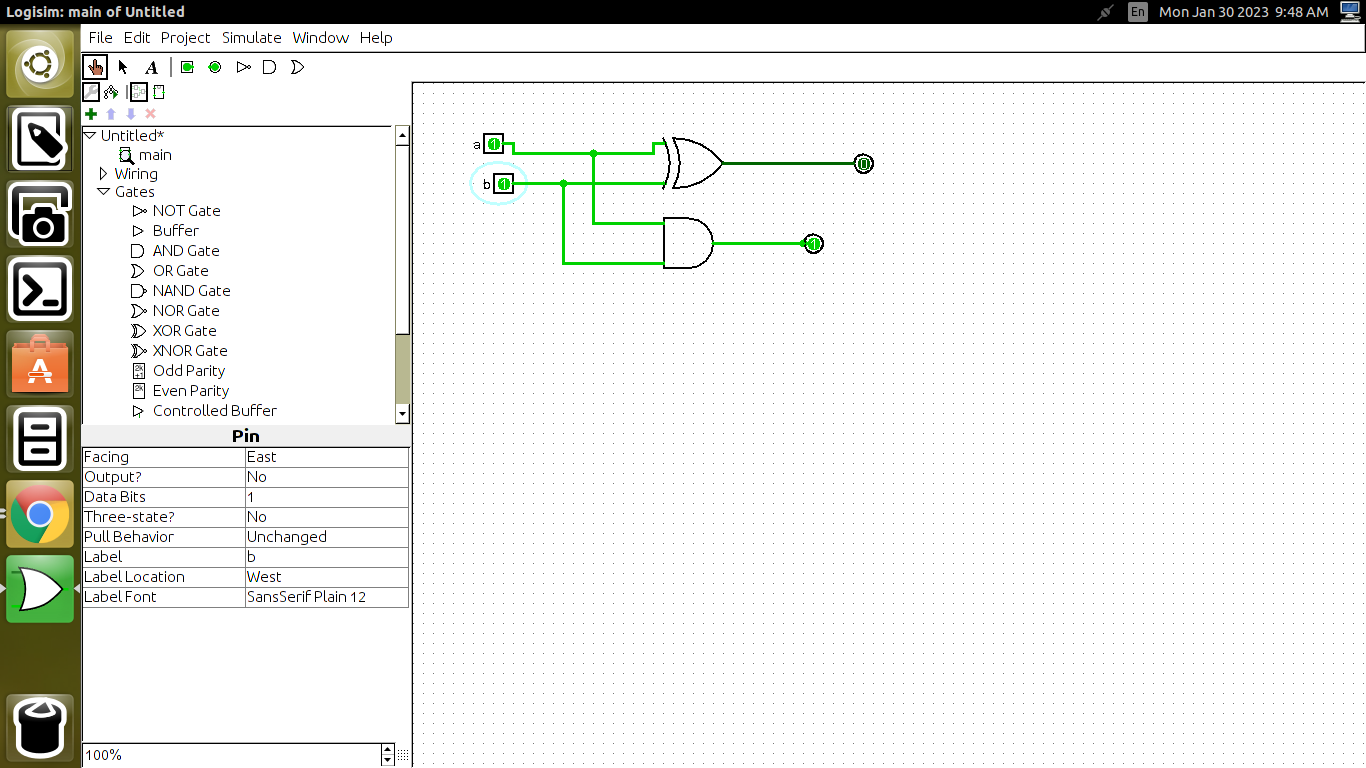 Logisim: main of Untitled
En Mon Jan 30 2023 9:48 AM
File Edit Project Simulate Window Help
A
Untitled*
main
Wiring
Gates
NOT Gate
Buffer
AND Gate
OR Gate
NAND Gate
NOR Gate
XOR Gate
XNOR Gate
Odd Parity
Even Parity
Controlled Buffer
Pin
Facing East
Output? No
Data Bits 1
Three-state? No
Pull Behavior Unchanged
Label b
Label Location West
Label Font SansSerif Plain 12
100%
a 1
b 1
0
1